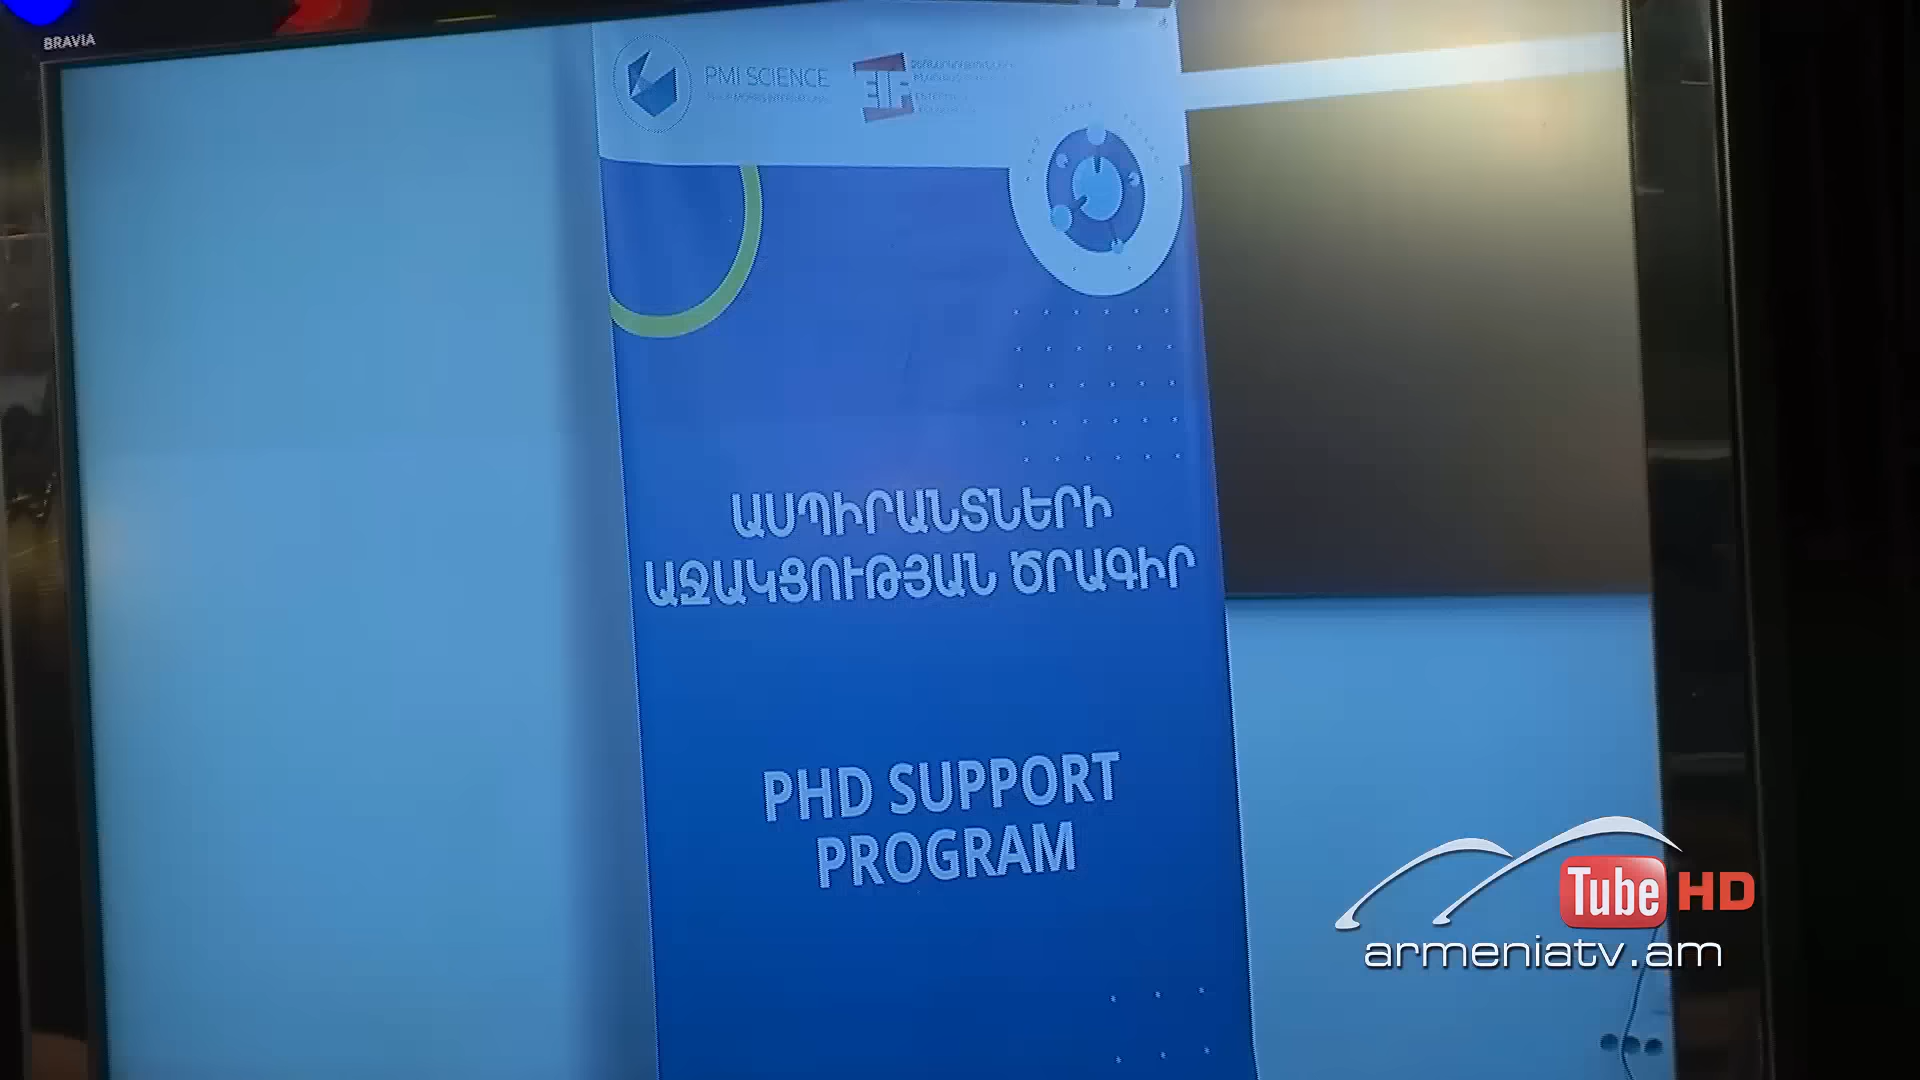 BRAVIA
PMI SCIENCE
ԱՍՊԻՐԱՆՏՆԵՐԻ
ԱՋԱԿՑՈՒԹՅԱՆ ԾՐԱԳԻՐ
PHD SUPPORT
PROGRAM
Tube HD
armeniatv.am